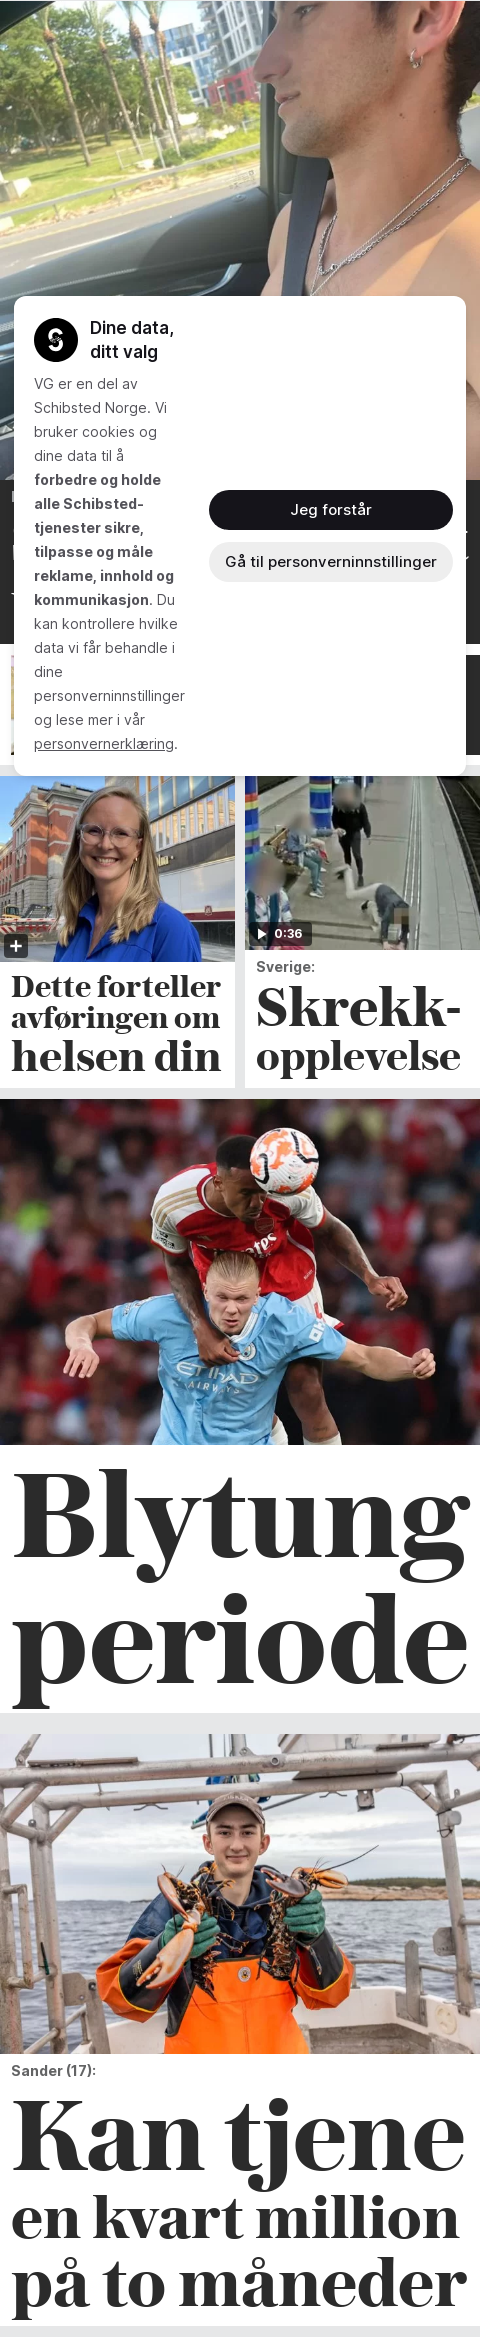 Dine data,
ditt valg
VG er en del av
Schibsted Norge. Vi
bruker cookies og
dine data til å
forbedre og holde
alle Schibsted-
tjenester sikre,
tilpasse og måle
reklame, innhold og
kommunikasjon. Du
kan kontrollere hvilke
data vi får behandle i
dine
personverninnstillinger
og lese mer i vår
personvernerklæring.
Jeg forstår
Gå til personverninnstillinger
Dette forteller
avføringen om
helsen din
0:36
Sverige:
Skrekk-
opplevelse
ETIHAD
AIRWAYS
Blytung
periode
Sander (17):
Kan tjene
en kvart million
på to måneder